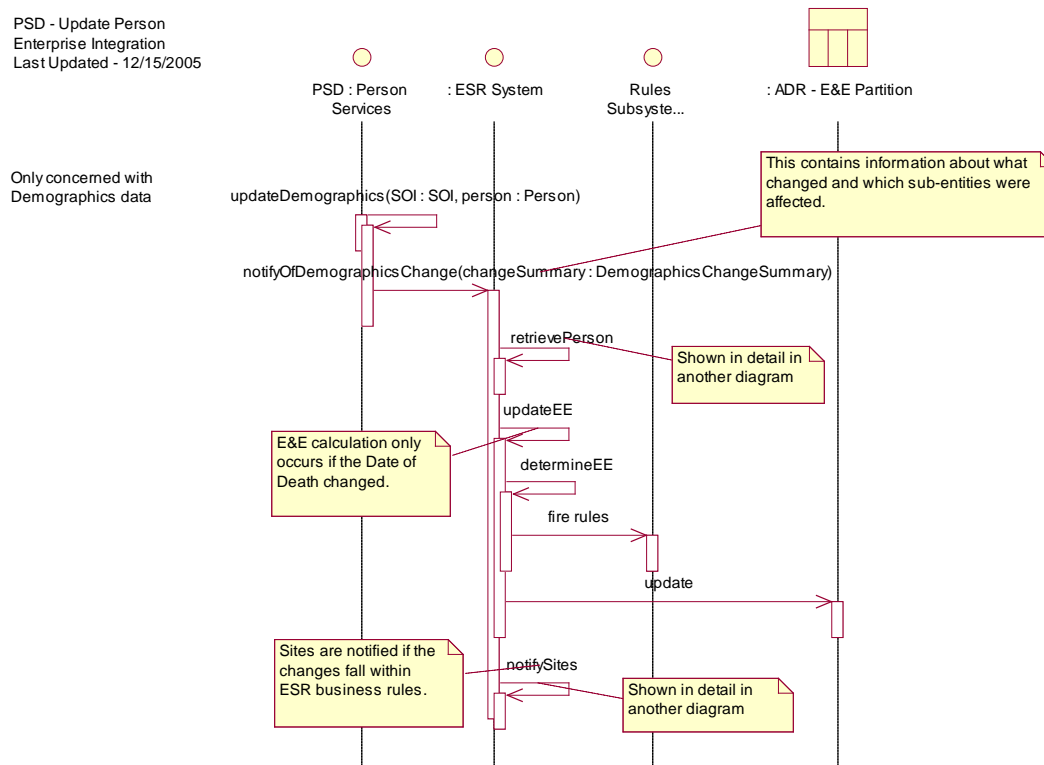 PSD - Update Person
Enterprise Integration
Last Updated - 12/15/2005
PSD : Person
Services
: ESR System
Rules
Subsyste...
: ADR - E&E Partition
Only concerned with
Demographics data
This contains information about what
changed and which sub-entities were
affected.
updateDemographics(SOI : SOI, person : Person)
notifyOfDemographicsChange(changeSummary : DemographicsChangeSummary)
retrievePerson
Shown in detail in
another diagram
updateEE
E&E calculation only
occurs if the Date of
Death changed.
determineEE
fire rules
update
Sites are notified if the
changes fall within
ESR business rules.
notifySites
Shown in detail in
another diagram